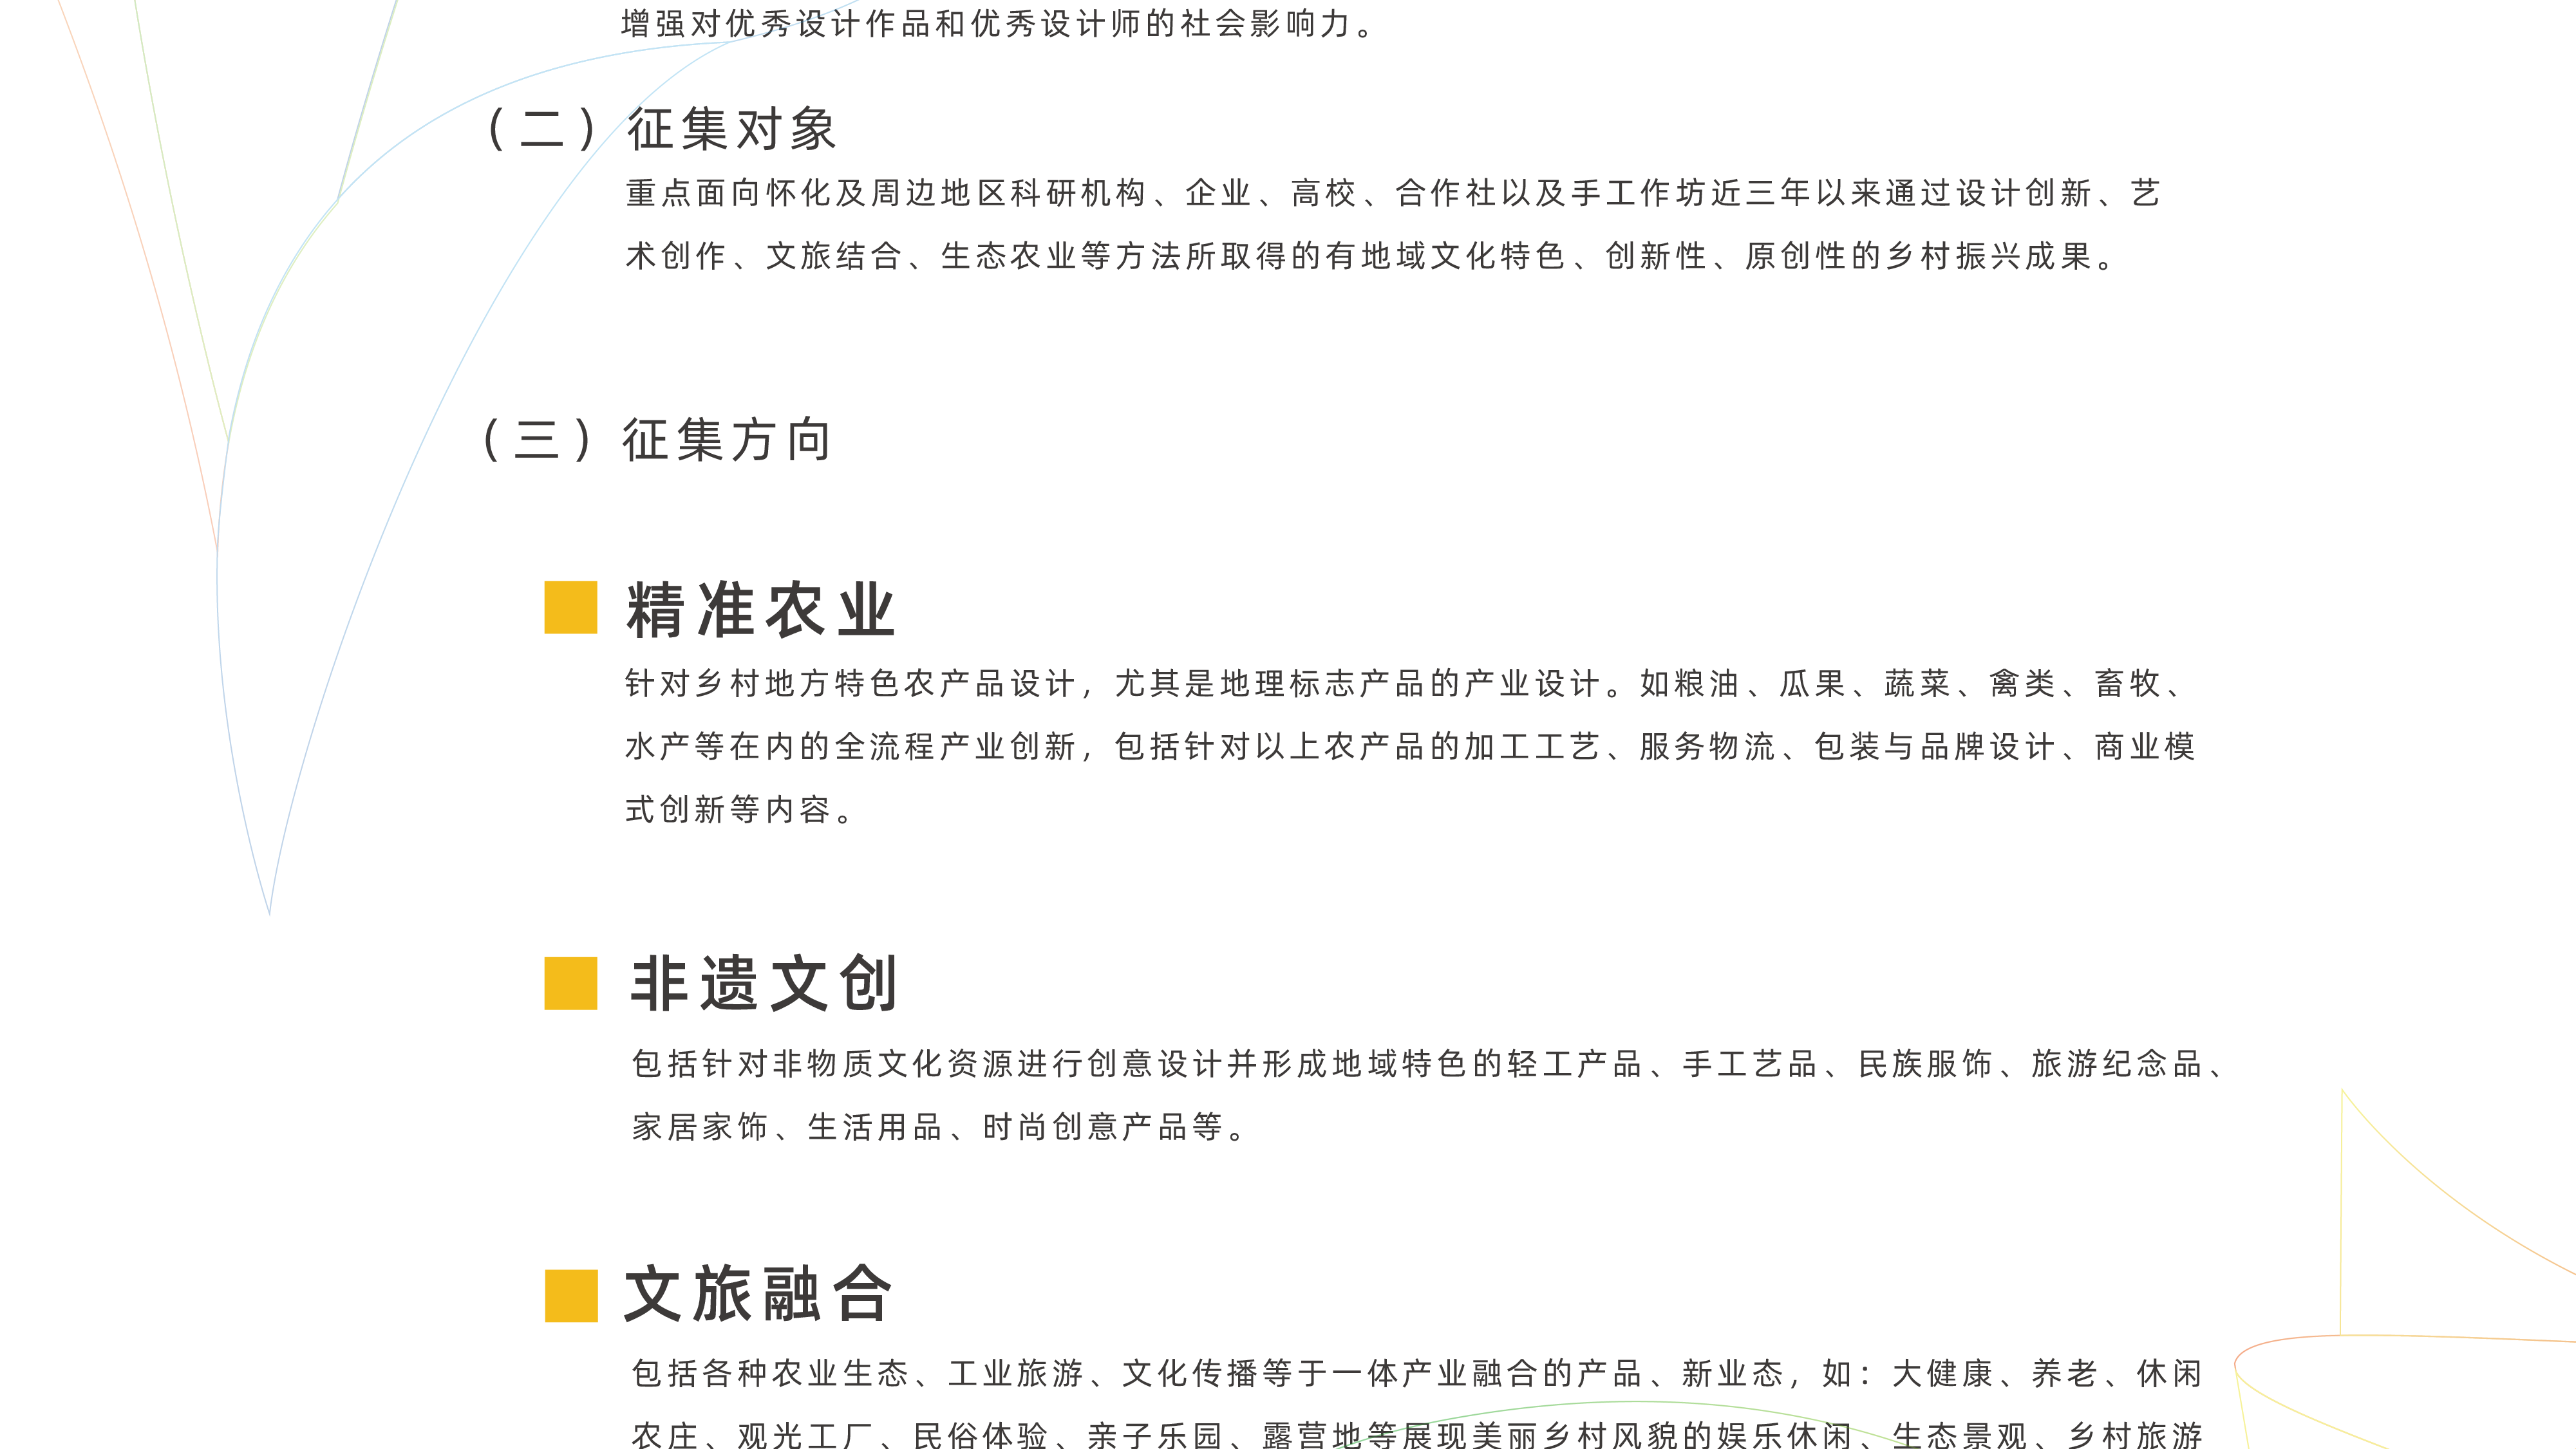 增强对优秀设计作品和优秀设计师的社会影响力。
（二）征集对象
重点面向怀化及周边地区科研机构、企业、高校、合作社以及手工作坊近三年以来通过设计创新、艺
术创作、文旅结合、生态农业等方法所取得的有地域文化特色、创新性、原创性的乡村振兴成果。
（三）征集方向
精准农业
针对乡村地方特色农产品设计，尤其是地理标志产品的产业设计。如粮油、瓜果、蔬菜、禽类、畜牧、
水产等在内的全流程产业创新，包括针对以上农产品的加工工艺、服务物流、包装与品牌设计、商业模
式创新等内容。
非遗文创
包括针对非物质文化资源进行创意设计并形成地域特色的轻工产品、手工艺品、民族服饰、旅游纪念品、
家居家饰、生活用品、时尚创意产品等。
文旅融合
包括各种农业生态、工业旅游、文化传播等于一体产业融合的产品、新业态，如：大健康、养老、休闲
农庄、观光工厂、民俗体验、亲子乐园、露营地等展现美丽乡村风貌的娱乐休闲、生态景观、乡村旅游